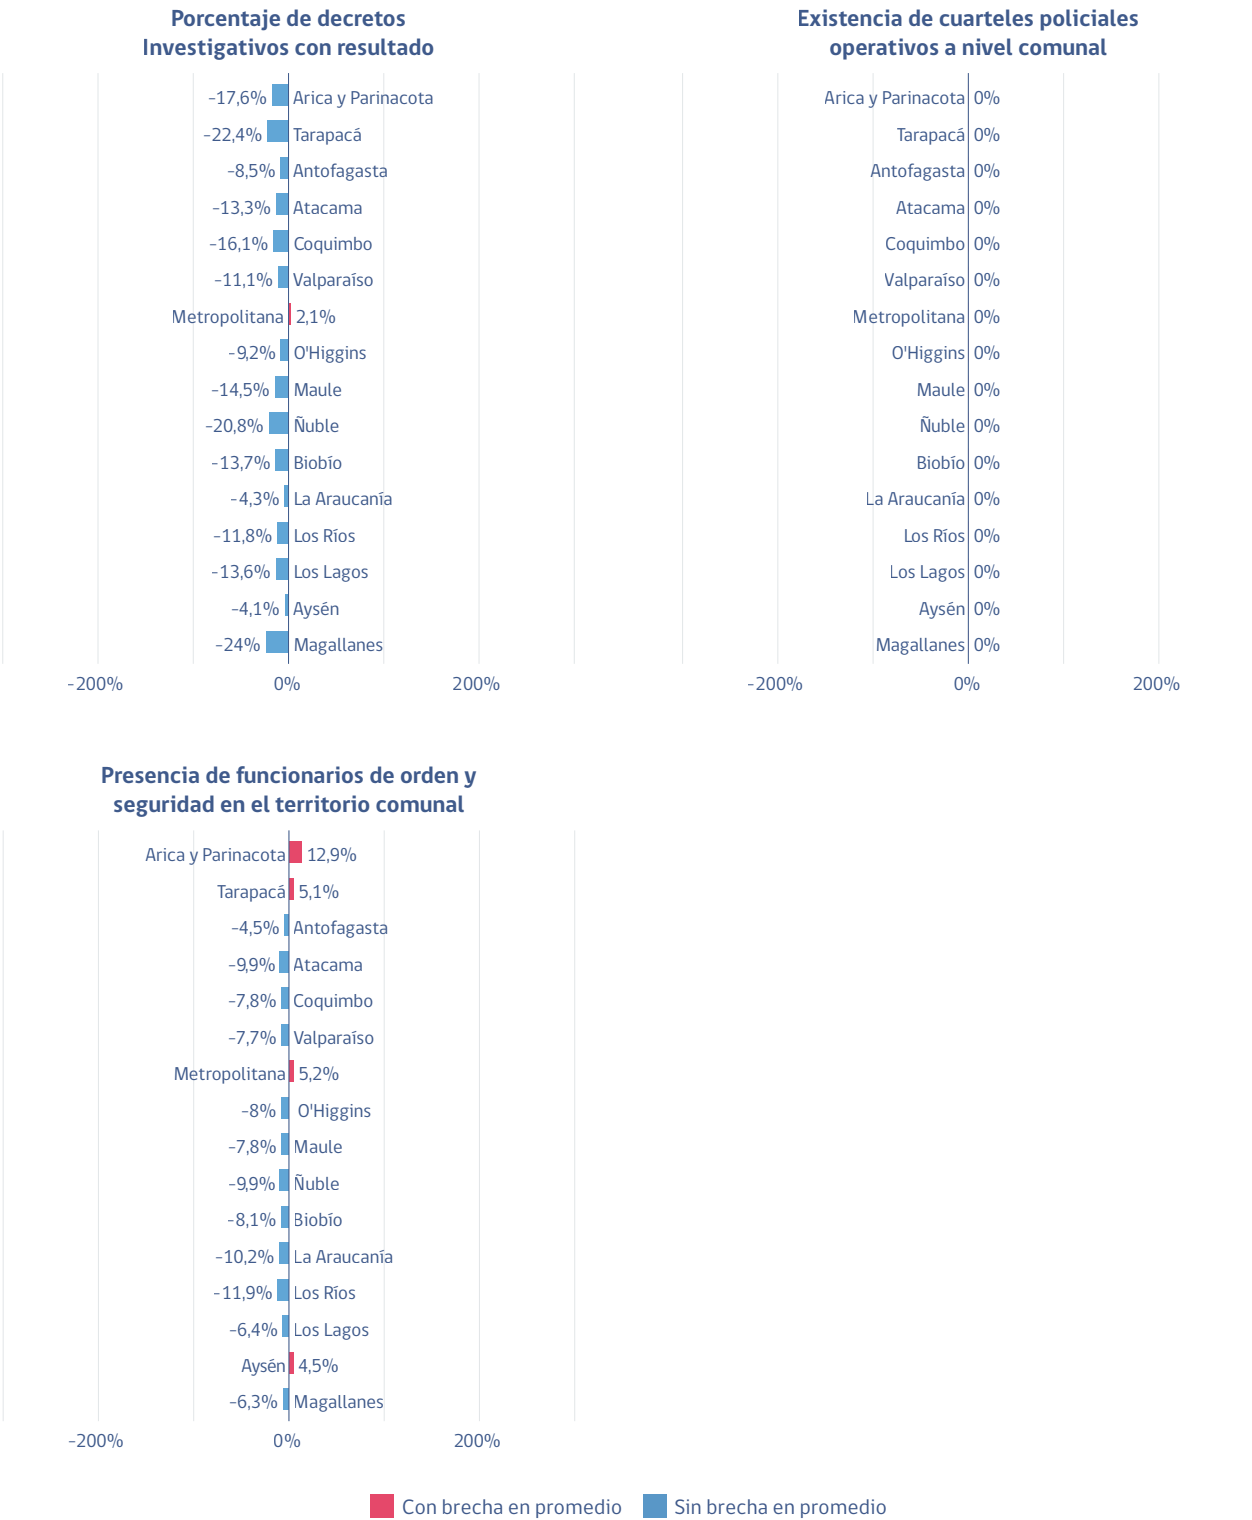 Porcentaje de decretos
Investigativos con resultado
-17,6% Arica y Parinacota
-22,4% Tarapacá
-8,5% Antofagasta
-13,3% Atacama
-16,1% Coquimbo
-11,1% Valparaíso
Metropolitana 2,1%
-9,2% O'Higgins
-14,5% Maule
-20,8% Ñuble
-13,7% Biobío
-4,3% La Araucanía
-11,8% Los Ríos
-13,6% Los Lagos
-4,1% Aysén
-24% Magallanes
-200% 0% 200%
Existencia de cuarteles policiales
operativos a nivel comunal
Arica y Parinacota 0%
Tarapacá 0%
Antofagasta 0%
Atacama 0%
Coquimbo 0%
Valparaíso 0%
Metropolitana 0%
O'Higgins 0%
Maule 0%
Ñuble 0%
Biobío 0%
La Araucanía 0%
Los Ríos 0%
Los Lagos 0%
Aysén 0%
Magallanes 0%
-200% 0% 200%
Presencia de funcionarios de orden y
seguridad en el territorio comunal
Arica y Parinacota 12,9%
Tarapacá 5,1%
-4,5% Antofagasta
-9,9% Atacama
-7,8% Coquimbo
-7,7% Valparaíso
Metropolitana 5,2%
-8% O'Higgins
-7,8% Maule
-9,9% Ñuble
-8,1% Biobío
-10,2% La Araucanía
-11,9% Los Ríos
-6,4% Los Lagos
Aysén 4,5%
-6,3% Magallanes
-200% 0% 200%
Con brecha en promedio Sin brecha en promedio